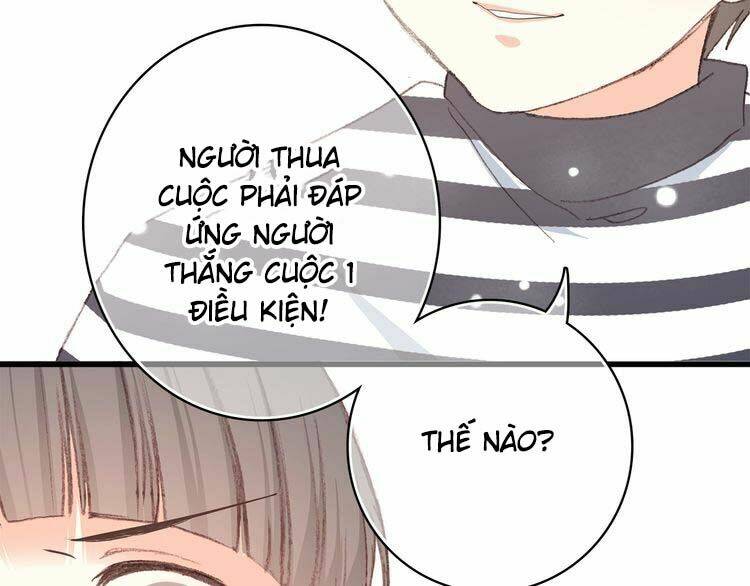 NGƯỜI THUA
CUỘC PHẢI ĐÁP
ỨNG NGƯỜI
THẮNG CUỘC 1
ĐIỀU KIỆN!
THẾ NÀO?